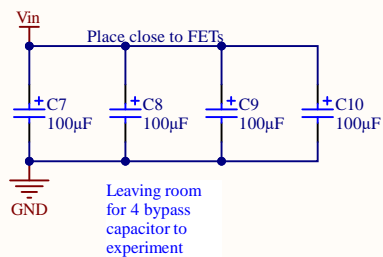 Vin
Place close to FETs
C7
100µF
C8
100µF
C9
100µF
C10
100µF
GND
Leaving room
for 4 bypass
capacitor to
experiment